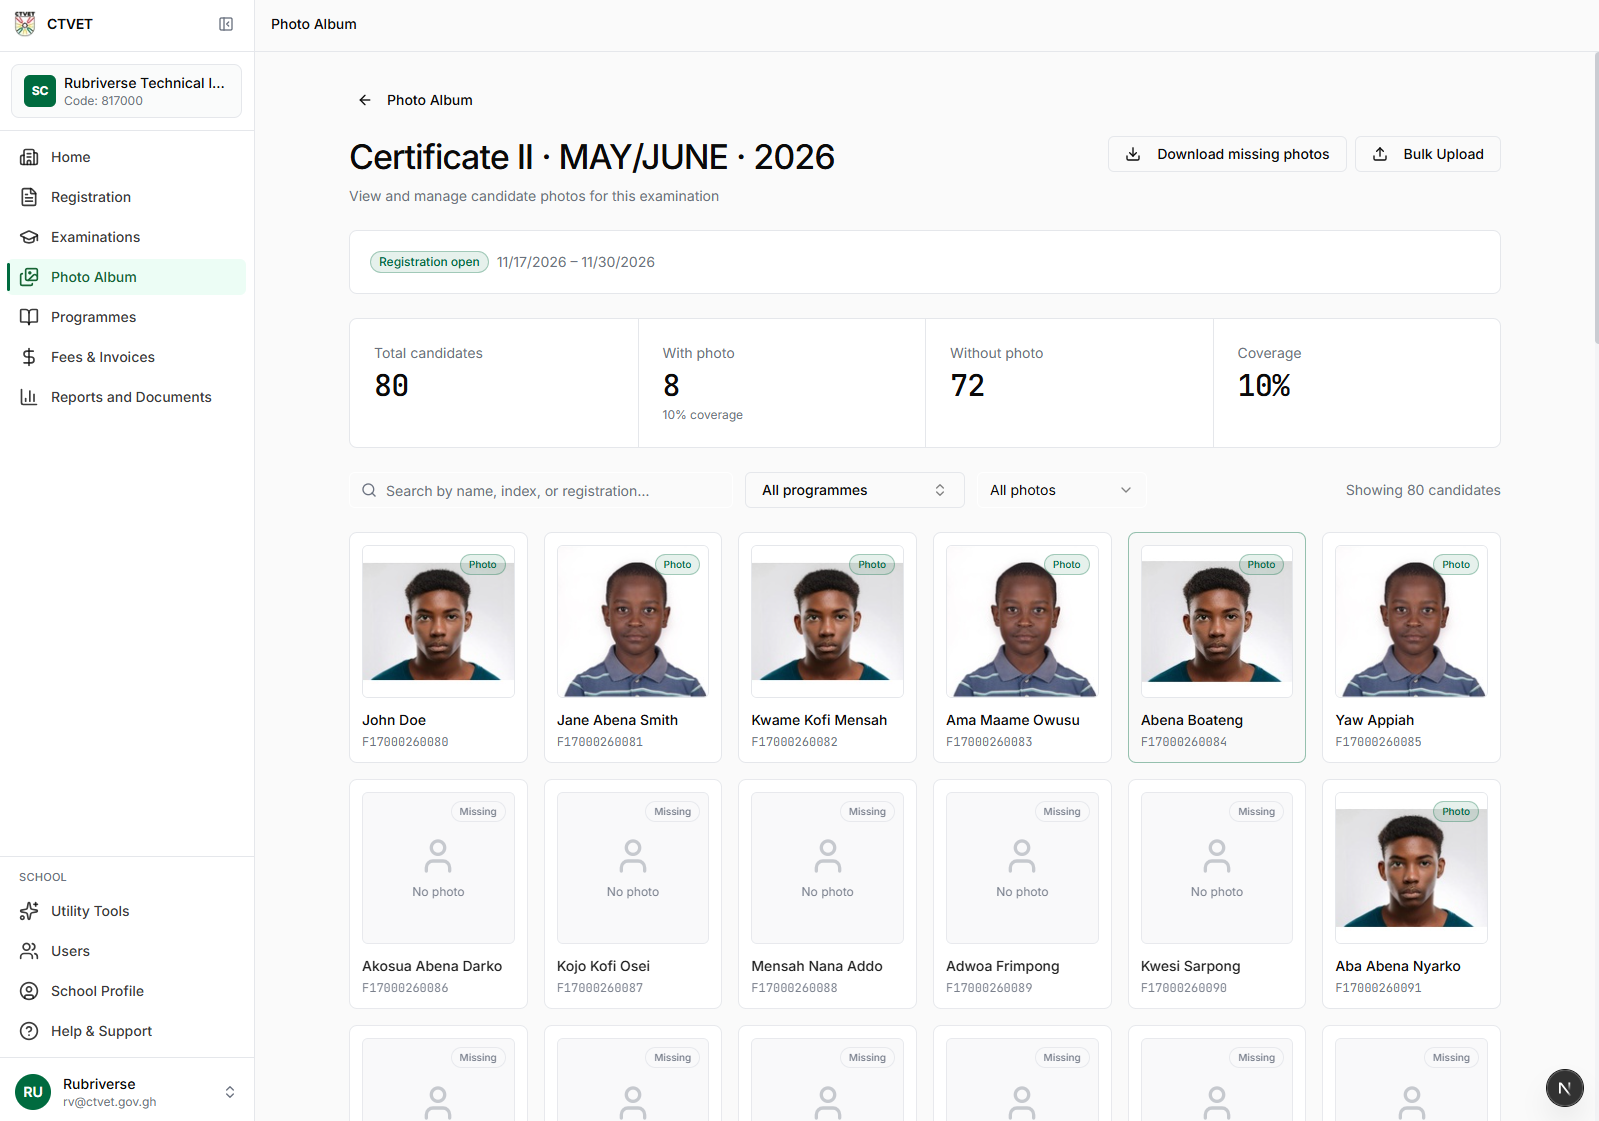 CTVET
Photo Album
SC
Rubriverse Technical I...
Code: 817000
Home
Registration
Examinations
Photo Album
Programmes
Fees & Invoices
Reports and Documents
SCHOOL
Utility Tools
Users
School Profile
Help & Support
RU
Rubriverse
rv@ctvet.gov.gh
Photo Album
Certificate II · MAY/JUNE · 2026
Download missing photos
Bulk Upload
View and manage candidate photos for this examination
Registration open 11/17/2026 – 11/30/2026
Total candidates
80
With photo
8
10% coverage
Without photo
72
Coverage
10%
Search by name, index, or registration...
All programmes
All photos
Showing 80 candidates
Photo
John Doe
F17000260080
Photo
Jane Abena Smith
F17000260081
Photo
Kwame Kofi Mensah
F17000260082
Photo
Ama Maame Owusu
F17000260083
Photo
Abena Boateng
F17000260084
Photo
Yaw Appiah
F17000260085
Missing
No photo
Akosua Abena Darko
F17000260086
Missing
No photo
Kojo Kofi Osei
F17000260087
Missing
No photo
Mensah Nana Addo
F17000260088
Missing
No photo
Adwoa Frimpong
F17000260089
Missing
No photo
Kwesi Sarpong
F17000260090
Photo
Aba Abena Nyarko
F17000260091
Missing
Missing
Missing
Missing
Missing
Missing
N